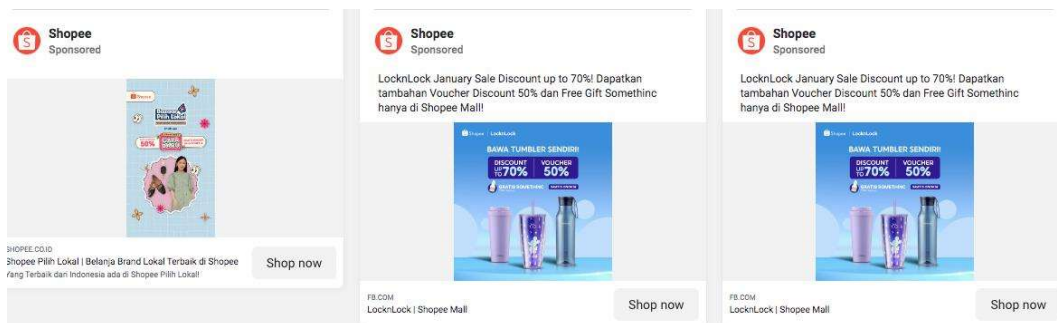 Shopee
Sponsored
Shopee
Pilih Lokal
50%
SHOPEE.CO.ID
Shopee Pilih Lokal | Belanja Brand Lokal Terbaik di Shopee
Yang Terbaik dari Indonesia ada di Shopee Pilih Lokal!
Shop now
Shopee
Sponsored
LocknLock January Sale Discount up to 70%! Dapatkan
tambahan Voucher Discount 50% dan Free Gift Somethinc
hanya di Shopee Mall!
Shopee | LocknLock
BAWA TUMBLER SENDIRI!
DISCOUNT UP TO 70% VOUCHER 50%
GRATIS SOMETHINC
FB.COM
LocknLock | Shopee Mall
Shop now
Shopee
Sponsored
LocknLock January Sale Discount up to 70%! Dapatkan
tambahan Voucher Discount 50% dan Free Gift Somethinc
hanya di Shopee Mall!
Shopee | LocknLock
BAWA TUMBLER SENDIRI!
DISCOUNT UP TO 70% VOUCHER 50%
GRATIS SOMETHINC
FB.COM
LocknLock | Shopee Mall
Shop now